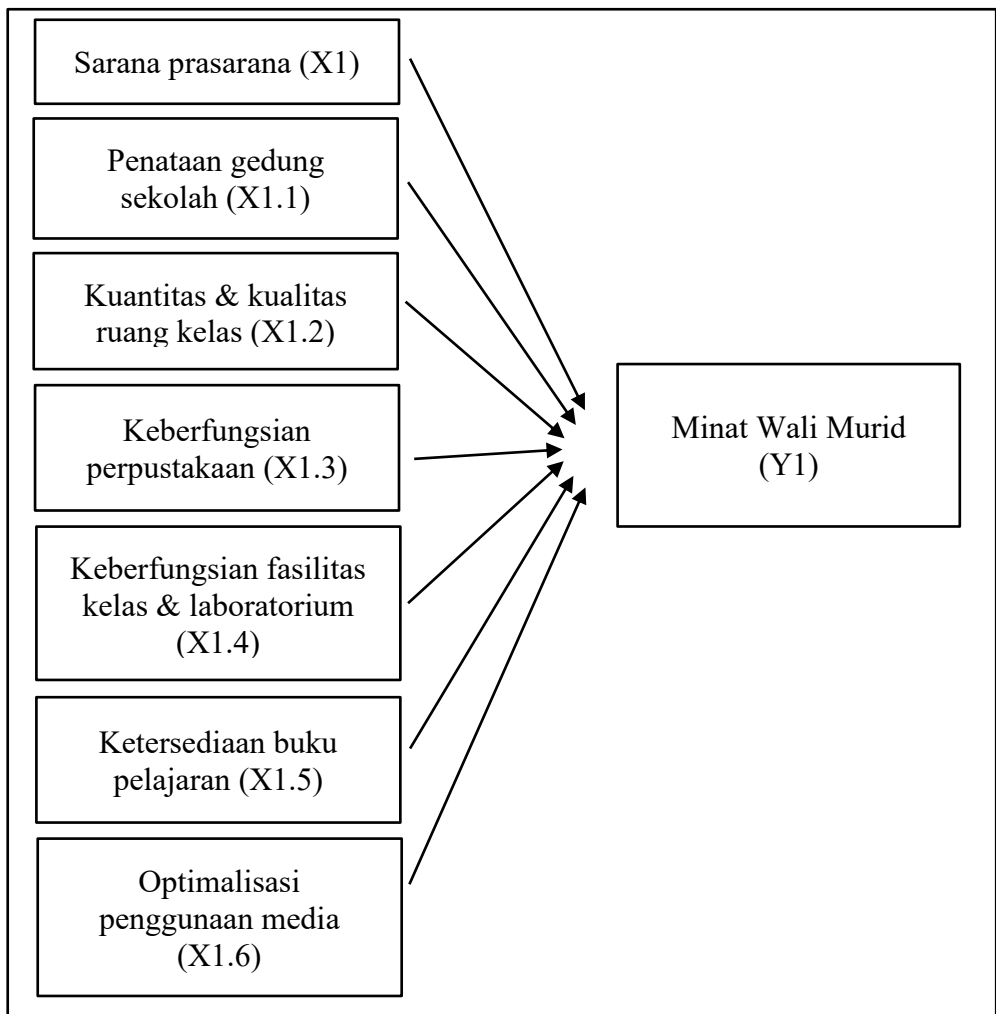 Sarana prasarana (X1)
Penataan gedung
sekolah (X1.1)
Kuantitas & kualitas
ruang kelas (X1.2)
Keberfungsian
perpustakaan (X1.3)
Keberfungsian fasilitas
kelas & laboratorium
(X1.4)
Ketersediaan buku
pelajaran (X1.5)
Optimalisasi
penggunaan media
(X1.6)
Minat Wali Murid
(Y1)